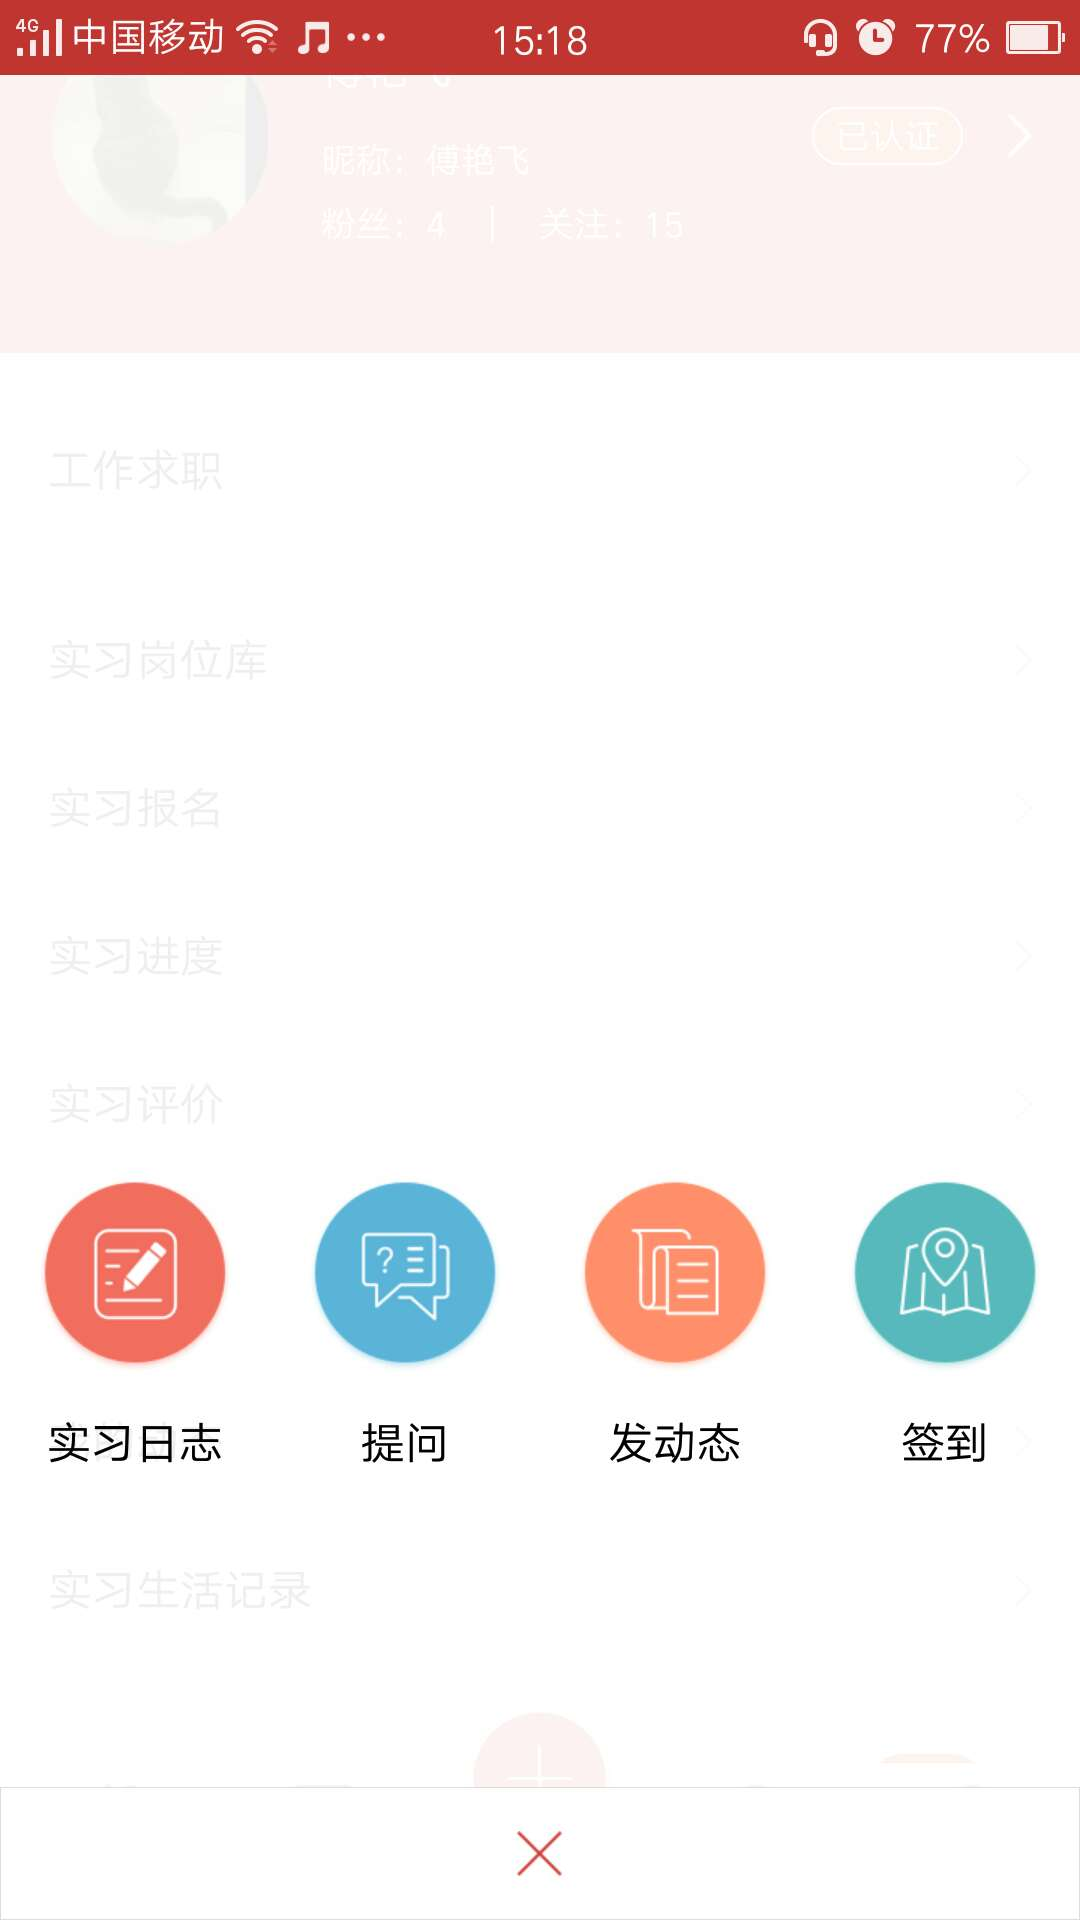 4G 中国移动 15:18 77%
已认证
昵称：傅艳飞
粉丝：4 | 关注：15
工作求职
实习岗位库
实习报名
实习进度
实习评价
实习日志 提问 发动态 签到
实习生活记录